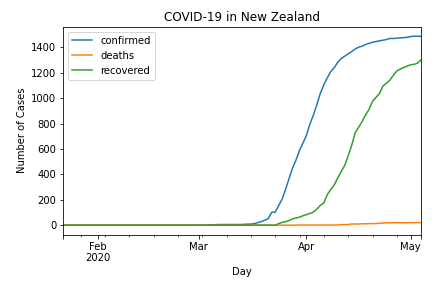 COVID-19 in New Zealand
confirmed
deaths
recovered
Number of Cases
1400
1200
1000
800
600
400
200
0
Feb
2020
Mar
Apr
May
Day